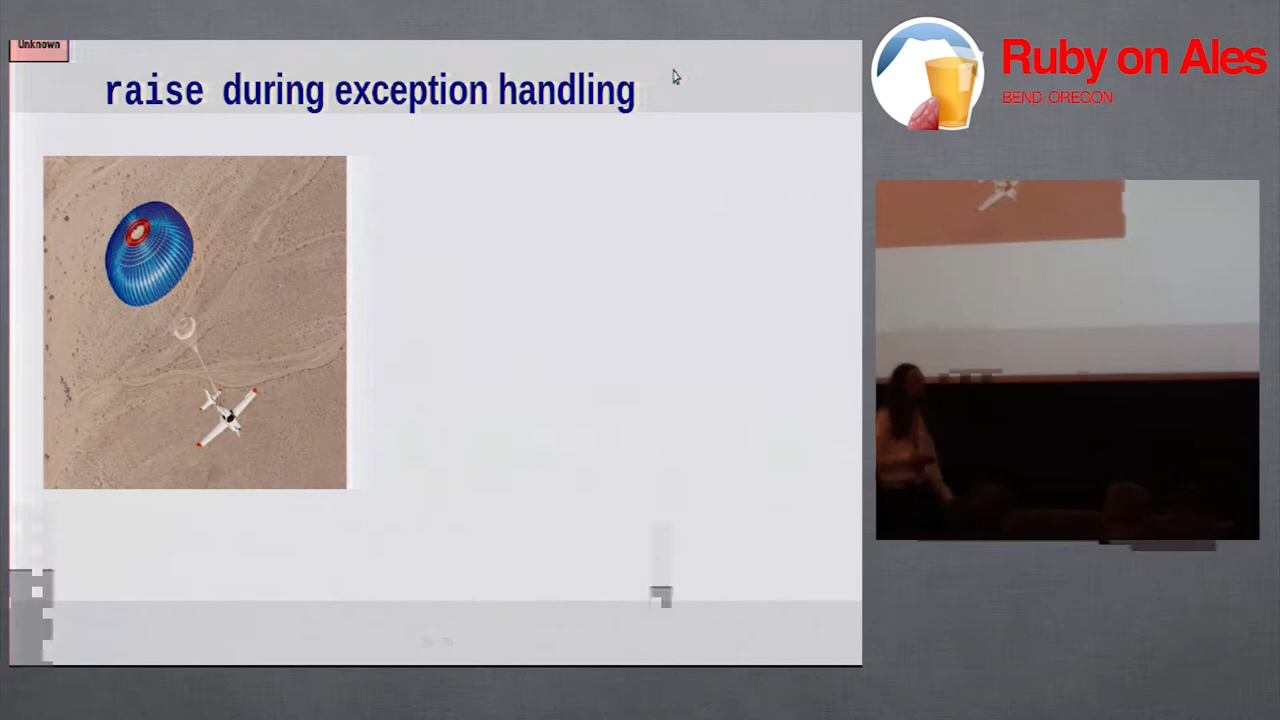 Unknown
raise during exception handling
Ruby on Ales
BEND, OREGON